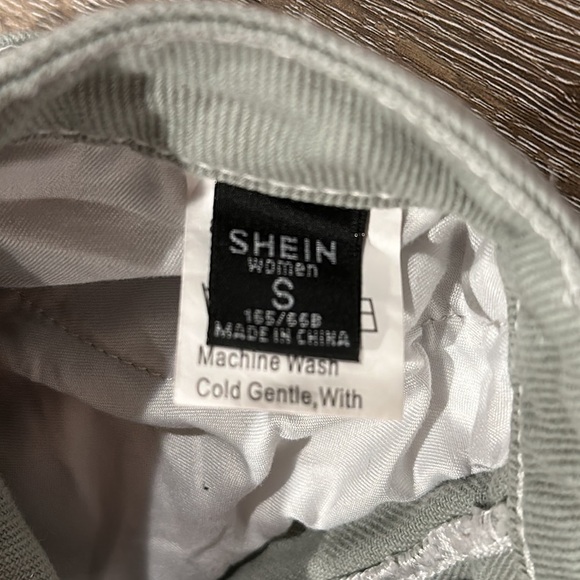 SHEIN
women
S
165/66B
MADE IN CHINA
Machine Wash
Cold Gentle, With